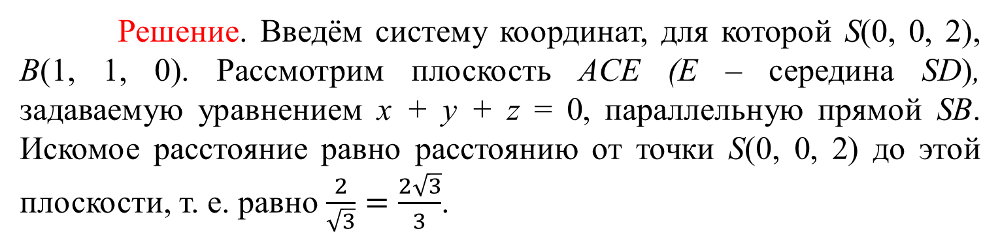 Решение. Введём систему координат, для которой S(0, 0, 2),
B(1, 1, 0). Рассмотрим плоскость ACE (E – середина SD),
задаваемую уравнением x + y + z = 0, параллельную прямой SB.
Искомое расстояние равно расстоянию от точки S(0, 0, 2) до этой
плоскости, т. е. равно 2/√3 = 2√3/3.